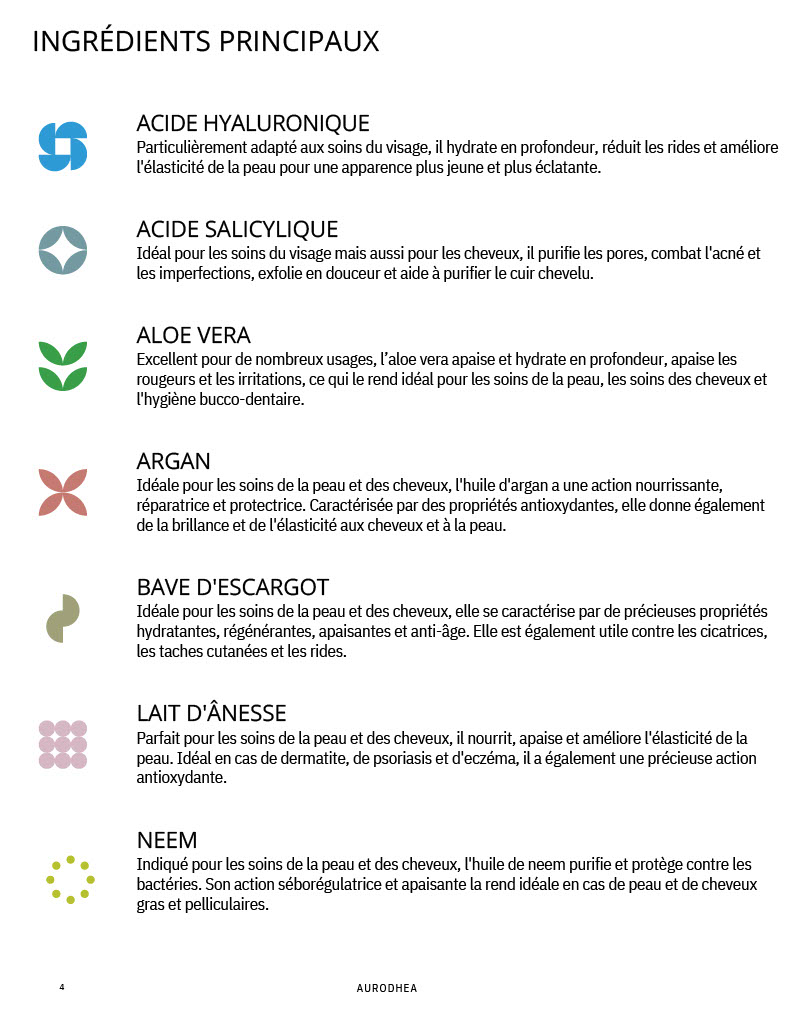 INGRÉDIENTS PRINCIPAUX
ACIDE HYALURONIQUE
Particulièrement adapté aux soins du visage, il hydrate en profondeur, réduit les rides et améliore
l'élasticité de la peau pour une apparence plus jeune et plus éclatante.
ACIDE SALICYLIQUE
Idéal pour les soins du visage mais aussi pour les cheveux, il purifie les pores, combat l'acné et
les imperfections, exfolie en douceur et aide à purifier le cuir chevelu.
ALOE VERA
Excellent pour de nombreux usages, l’aloe vera apaise et hydrate en profondeur, apaise les
rougeurs et les irritations, ce qui le rend idéal pour les soins de la peau, les soins des cheveux et
l'hygiène bucco-dentaire.
ARGAN
Idéale pour les soins de la peau et des cheveux, l'huile d'argan a une action nourrissante,
réparatrice et protectrice. Caractérisée par des propriétés antioxydantes, elle donne également
de la brillance et de l'élasticité aux cheveux et à la peau.
BAVE D'ESCARGOT
Idéale pour les soins de la peau et des cheveux, elle se caractérise par de précieuses propriétés
hydratantes, régénérantes, apaisantes et anti-âge. Elle est également utile contre les cicatrices,
les taches cutanées et les rides.
LAIT D'ÂNESSE
Parfait pour les soins de la peau et des cheveux, il nourrit, apaise et améliore l'élasticité de la
peau. Idéal en cas de dermatite, de psoriasis et d'eczéma, il a également une précieuse action
antioxydante.
NEEM
Indiqué pour les soins de la peau et des cheveux, l'huile de neem purifie et protège contre les
bactéries. Son action séborégulatrice et apaisante la rend idéale en cas de peau et de cheveux
gras et pelliculaires.
4
AURODHEA